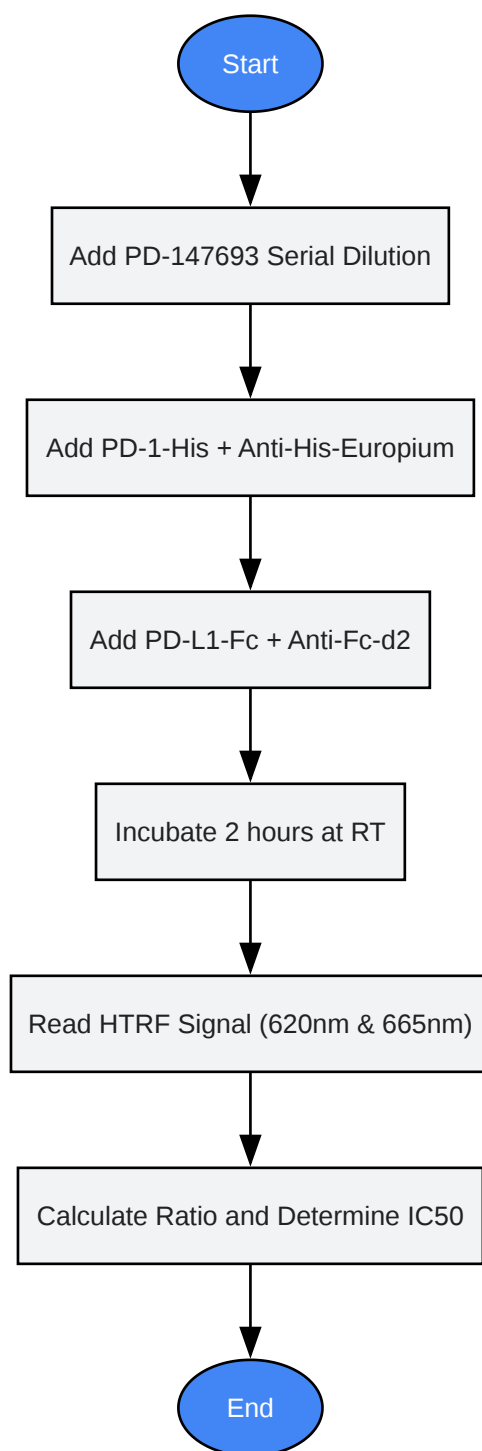 Start
Add PD-147693 Serial Dilution
Add PD-1-His + Anti-His-Europium
Add PD-L1-Fc + Anti-Fc-d2
Incubate 2 hours at RT
Read HTRF Signal (620nm & 665nm)
Calculate Ratio and Determine IC50
End